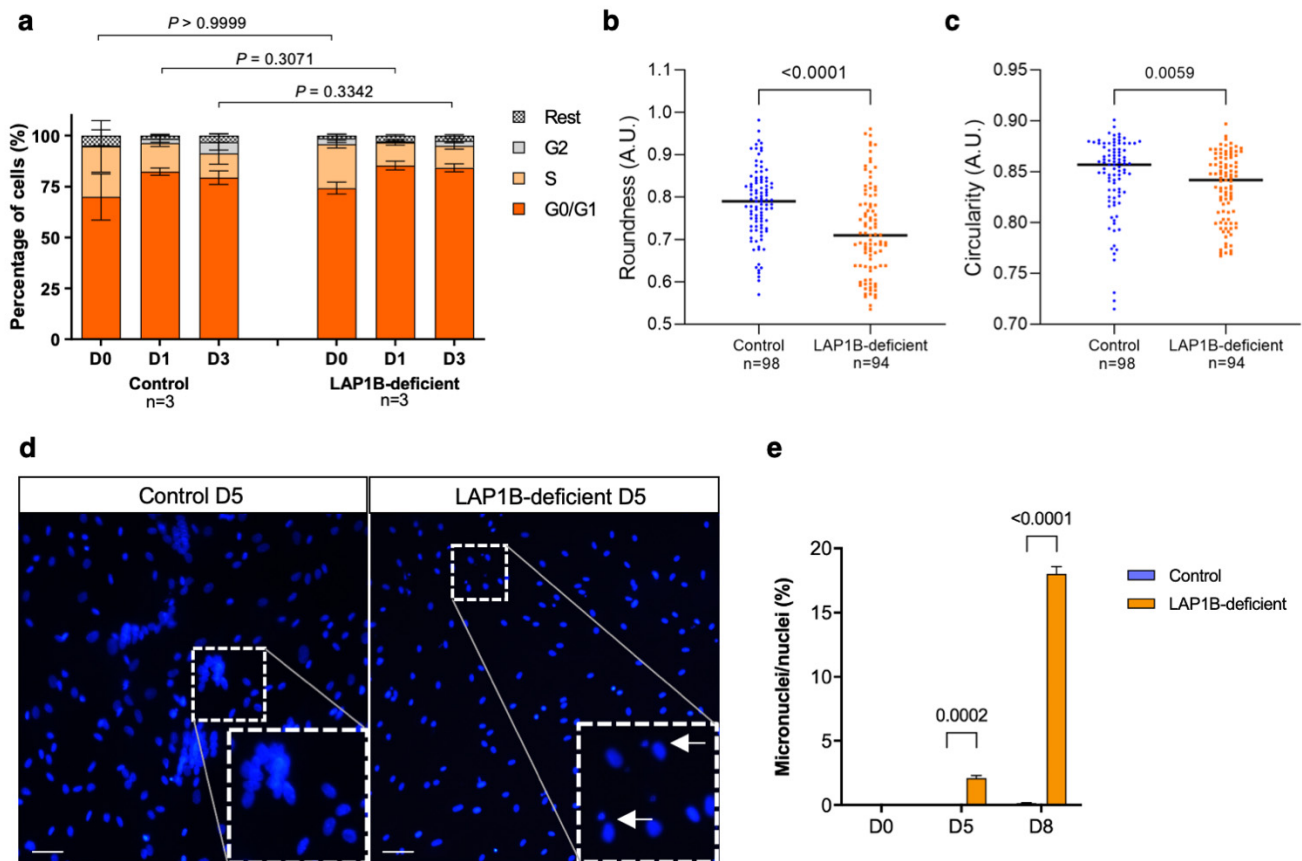 a
P > 0.9999
P = 0.3071
P = 0.3342
Percentage of cells (%)
100
75
50
25
0
D0 D1 D3 D0 D1 D3
Control LAP1B-deficient
n=3 n=3
Rest
G2
S
G0/G1
b
<0.0001
Roundness (A.U.)
1.1
1.0
0.9
0.8
0.7
0.6
0.5
Control LAP1B-deficient
n=98 n=94
c
0.0059
Circularity (A.U.)
0.95
0.90
0.85
0.80
0.75
0.70
Control LAP1B-deficient
n=98 n=94
d
Control D5 LAP1B-deficient D5
e
<0.0001
0.0002
Micronuclei/nuclei (%)
20
15
10
5
0
D0 D5 D8
Control
LAP1B-deficient